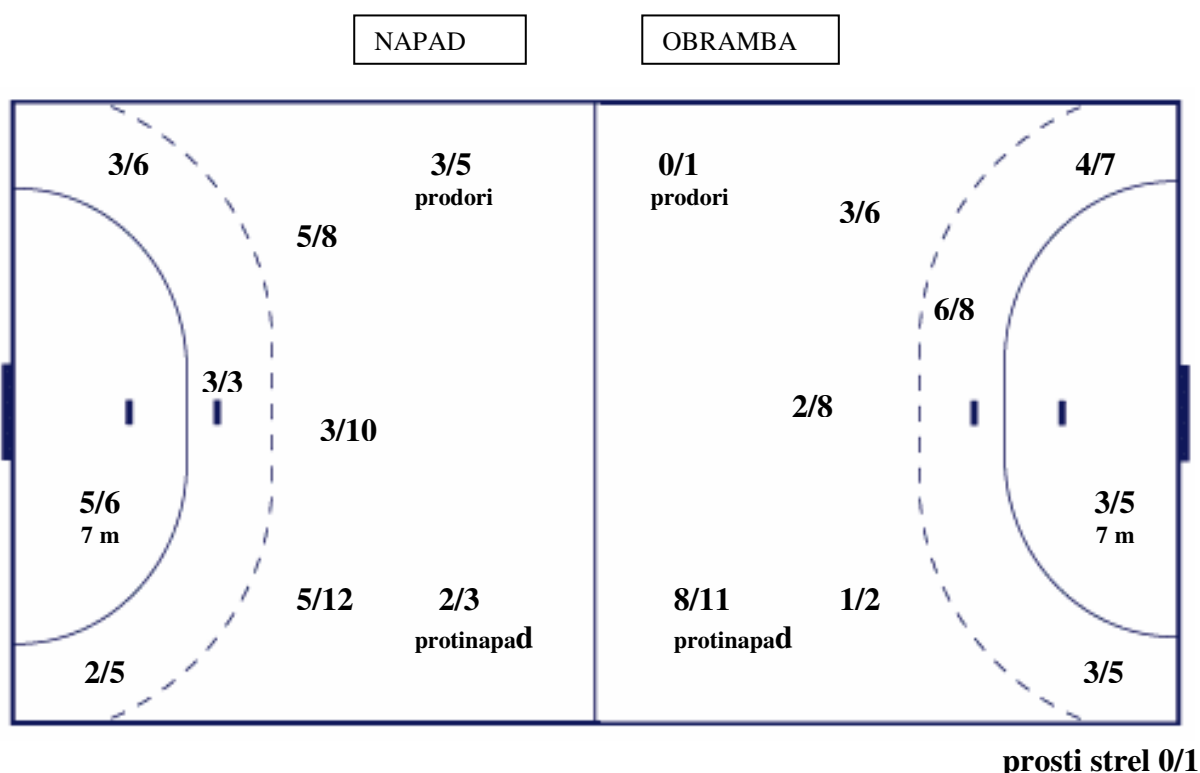 NAPAD
OBRAMBA
3/6
3/5
prodori
5/8
3/3
3/10
5/6
7 m
5/12
2/3
protinapad
2/5
0/1
prodori
4/7
3/6
6/8
2/8
3/5
7 m
8/11
protinapad
1/2
3/5
prosti strel 0/1